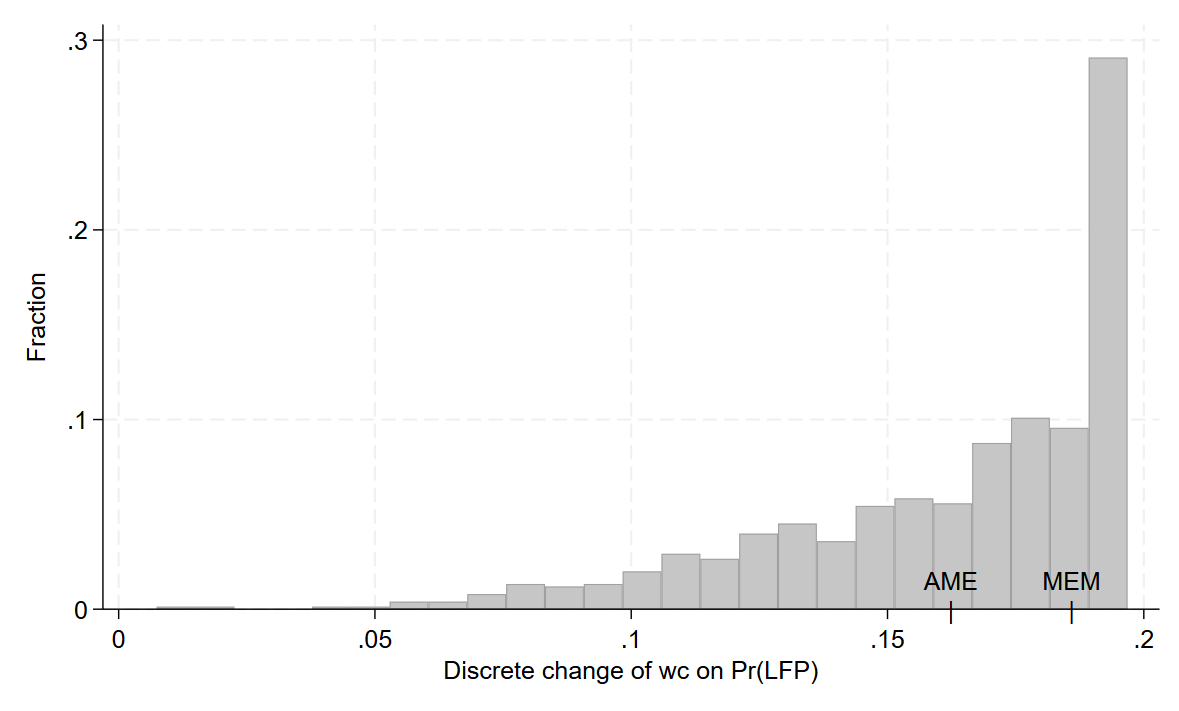 .3
.2
.1
0
Fraction
AME MEM
0 .05 .1 .15 .2
Discrete change of wc on Pr(LFP)